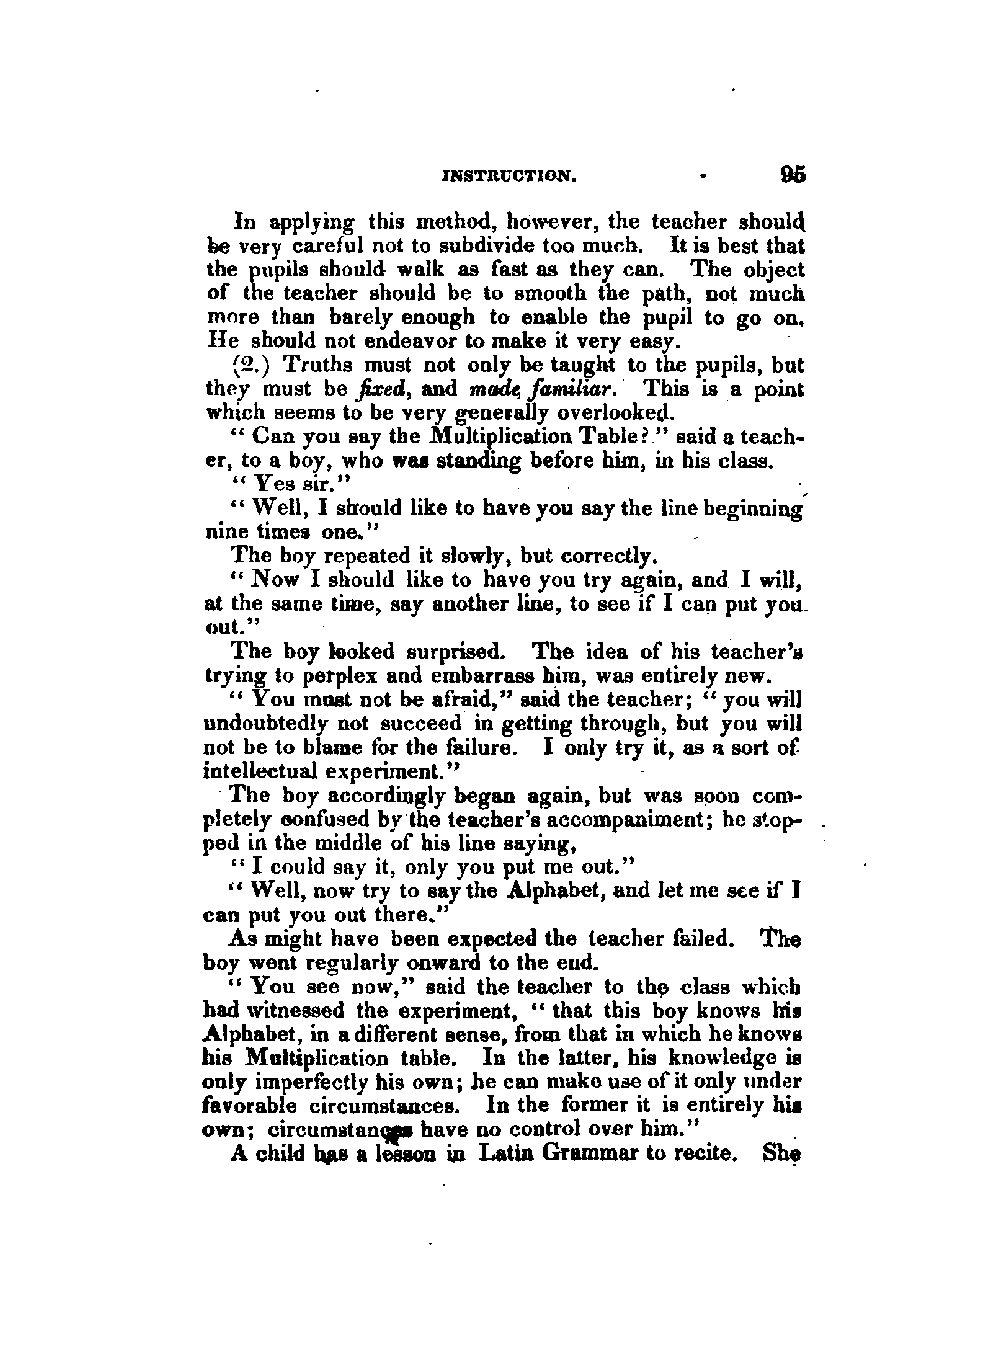 INSTRUCTION. 95
In applying this method, however, the teacher should
be very careful not to subdivide too much. It is best that
the pupils should walk as fast as they can. The object
of the teacher should be to smooth the path, not much
more than barely enough to enable the pupil to go on.
He should not endeavor to make it very easy.
(2.) Truths must not only be taught to the pupils, but
they must be fixed, and made familiar. This is a point
which seems to be very generally overlooked.
“ Can you say the Multiplication Table?” said a teach-
er, to a boy, who was standing before him, in his class.
“ Yes sir.”
“ Well, I should like to have you say the line beginning
nine times one.”
The boy repeated it slowly, but correctly.
“ Now I should like to have you try again, and I will,
at the same time, say another line, to see if I can put you
out.”
The boy looked surprised. The idea of his teacher's
trying to perplex and embarrass him, was entirely new.
“ You must not be afraid,” said the teacher; “ you will
undoubtedly not succeed in getting through, but you will
not be to blame for the failure. I only try it, as a sort of
intellectual experiment.”
The boy accordingly began again, but was soon com-
pletely confused by the teacher's accompaniment; he stop-
ped in the middle of his line saying,
“ I could say it, only you put me out.”
“ Well, now try to say the Alphabet, and let me see if I
can put you out there.”
As might have been expected the teacher failed. The
boy went regularly onward to the end.
“ You see now,” said the teacher to the class which
had witnessed the experiment, “ that this boy knows his
Alphabet, in a different sense, from that in which he knows
his Multiplication table. In the latter, his knowledge is
only imperfectly his own; he can make use of it only under
favorable circumstances. In the former it is entirely his
own; circumstances have no control over him.”
A child has a lesson in Latin Grammar to recite. She